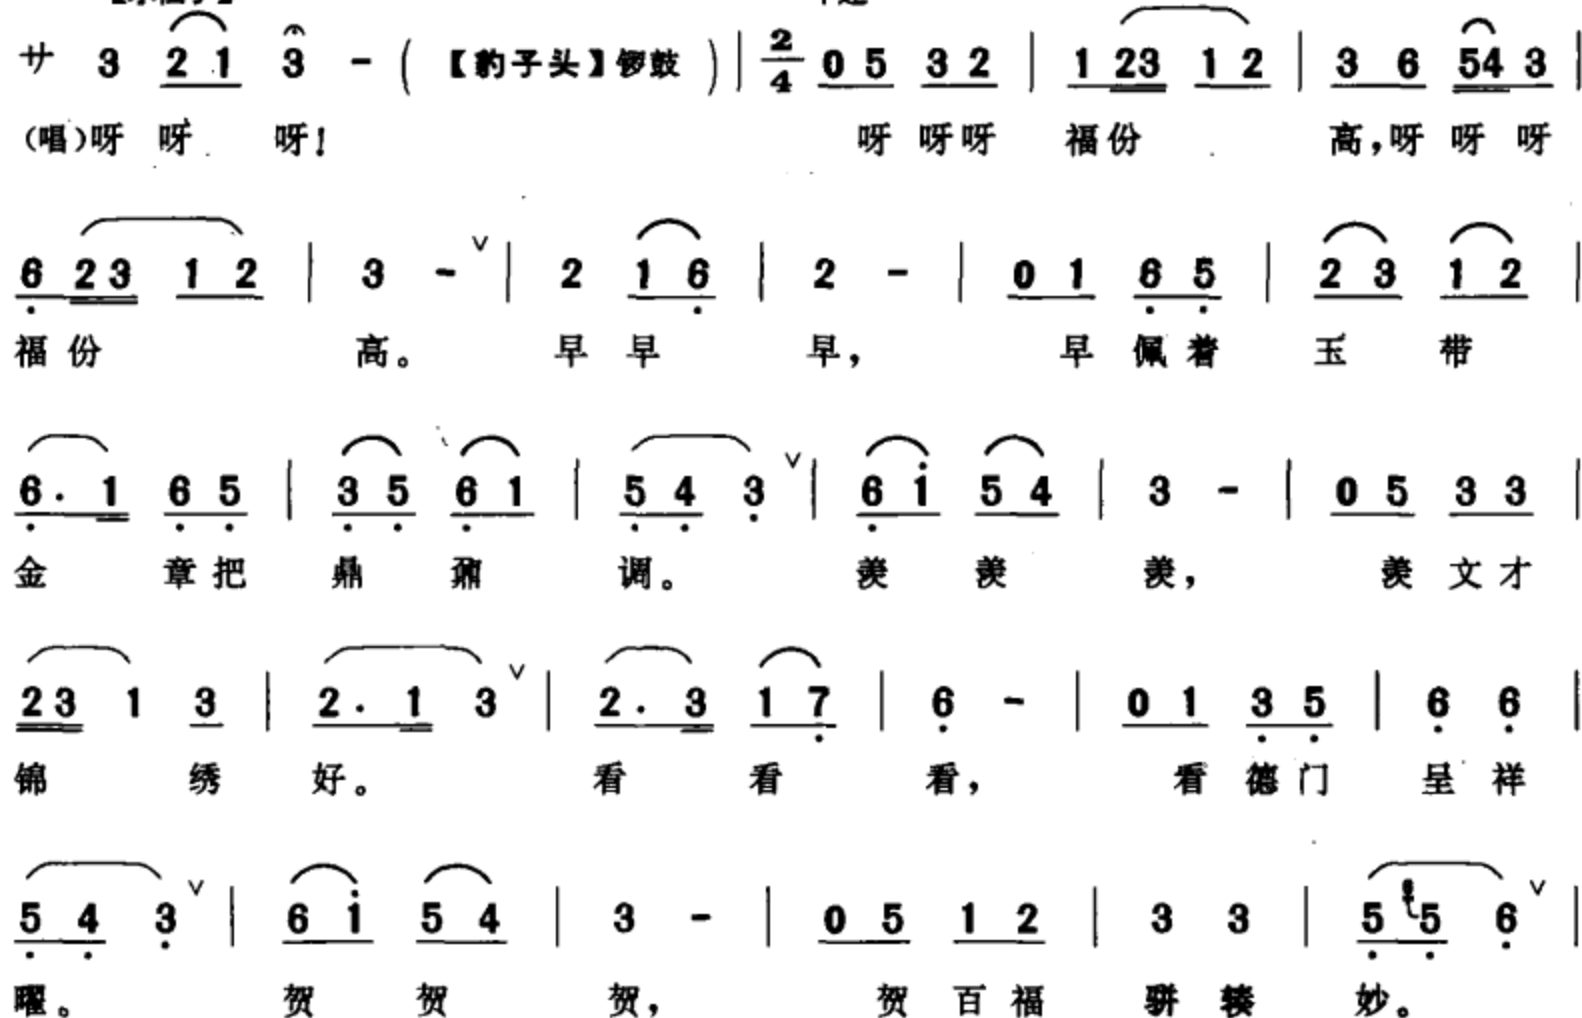 サ 3 2 1 3 - (【豹子头】锣鼓) | 2/4 0 5 3 2 | 1 23 1 2 | 3 6 54 3 |
(唱)呀 呀 呀! 呀 呀呀 福份 高,呀 呀 呀
6 23 1 2 | 3 - ∨ | 2 1 6 | 2 - | 0 1 6 5 | 2 3 1 2 |
福 份 高。 早 早 早, 早 佩着 玉 带
6 · 1 6 5 | 3 5 6 1 | 5 4 3 ∨ | 6 i 5 4 | 3 - | 0 5 3 3 |
金 章把 鼎 鼐 调。 羡 羡 羡, 羡 文才
23 1 3 | 2 · 1 3 ∨ | 2 · 3 1 7 | 6 - | 0 1 3 5 | 6 6 |
锦 绣 好。 看 看 看, 看 德门 呈 祥
5 4 3 ∨ | 6 i 5 4 | 3 - | 0 5 1 2 | 3 3 | 5 6 5 6 ∨ |
曜。 贺 贺 贺, 贺 百福 骈 臻 妙。